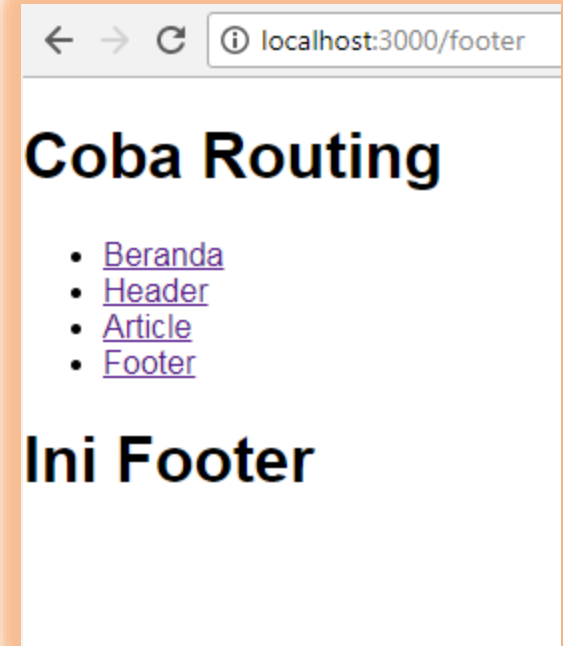 localhost:3000/footer
Coba Routing
Beranda
Header
Article
Footer
Ini Footer